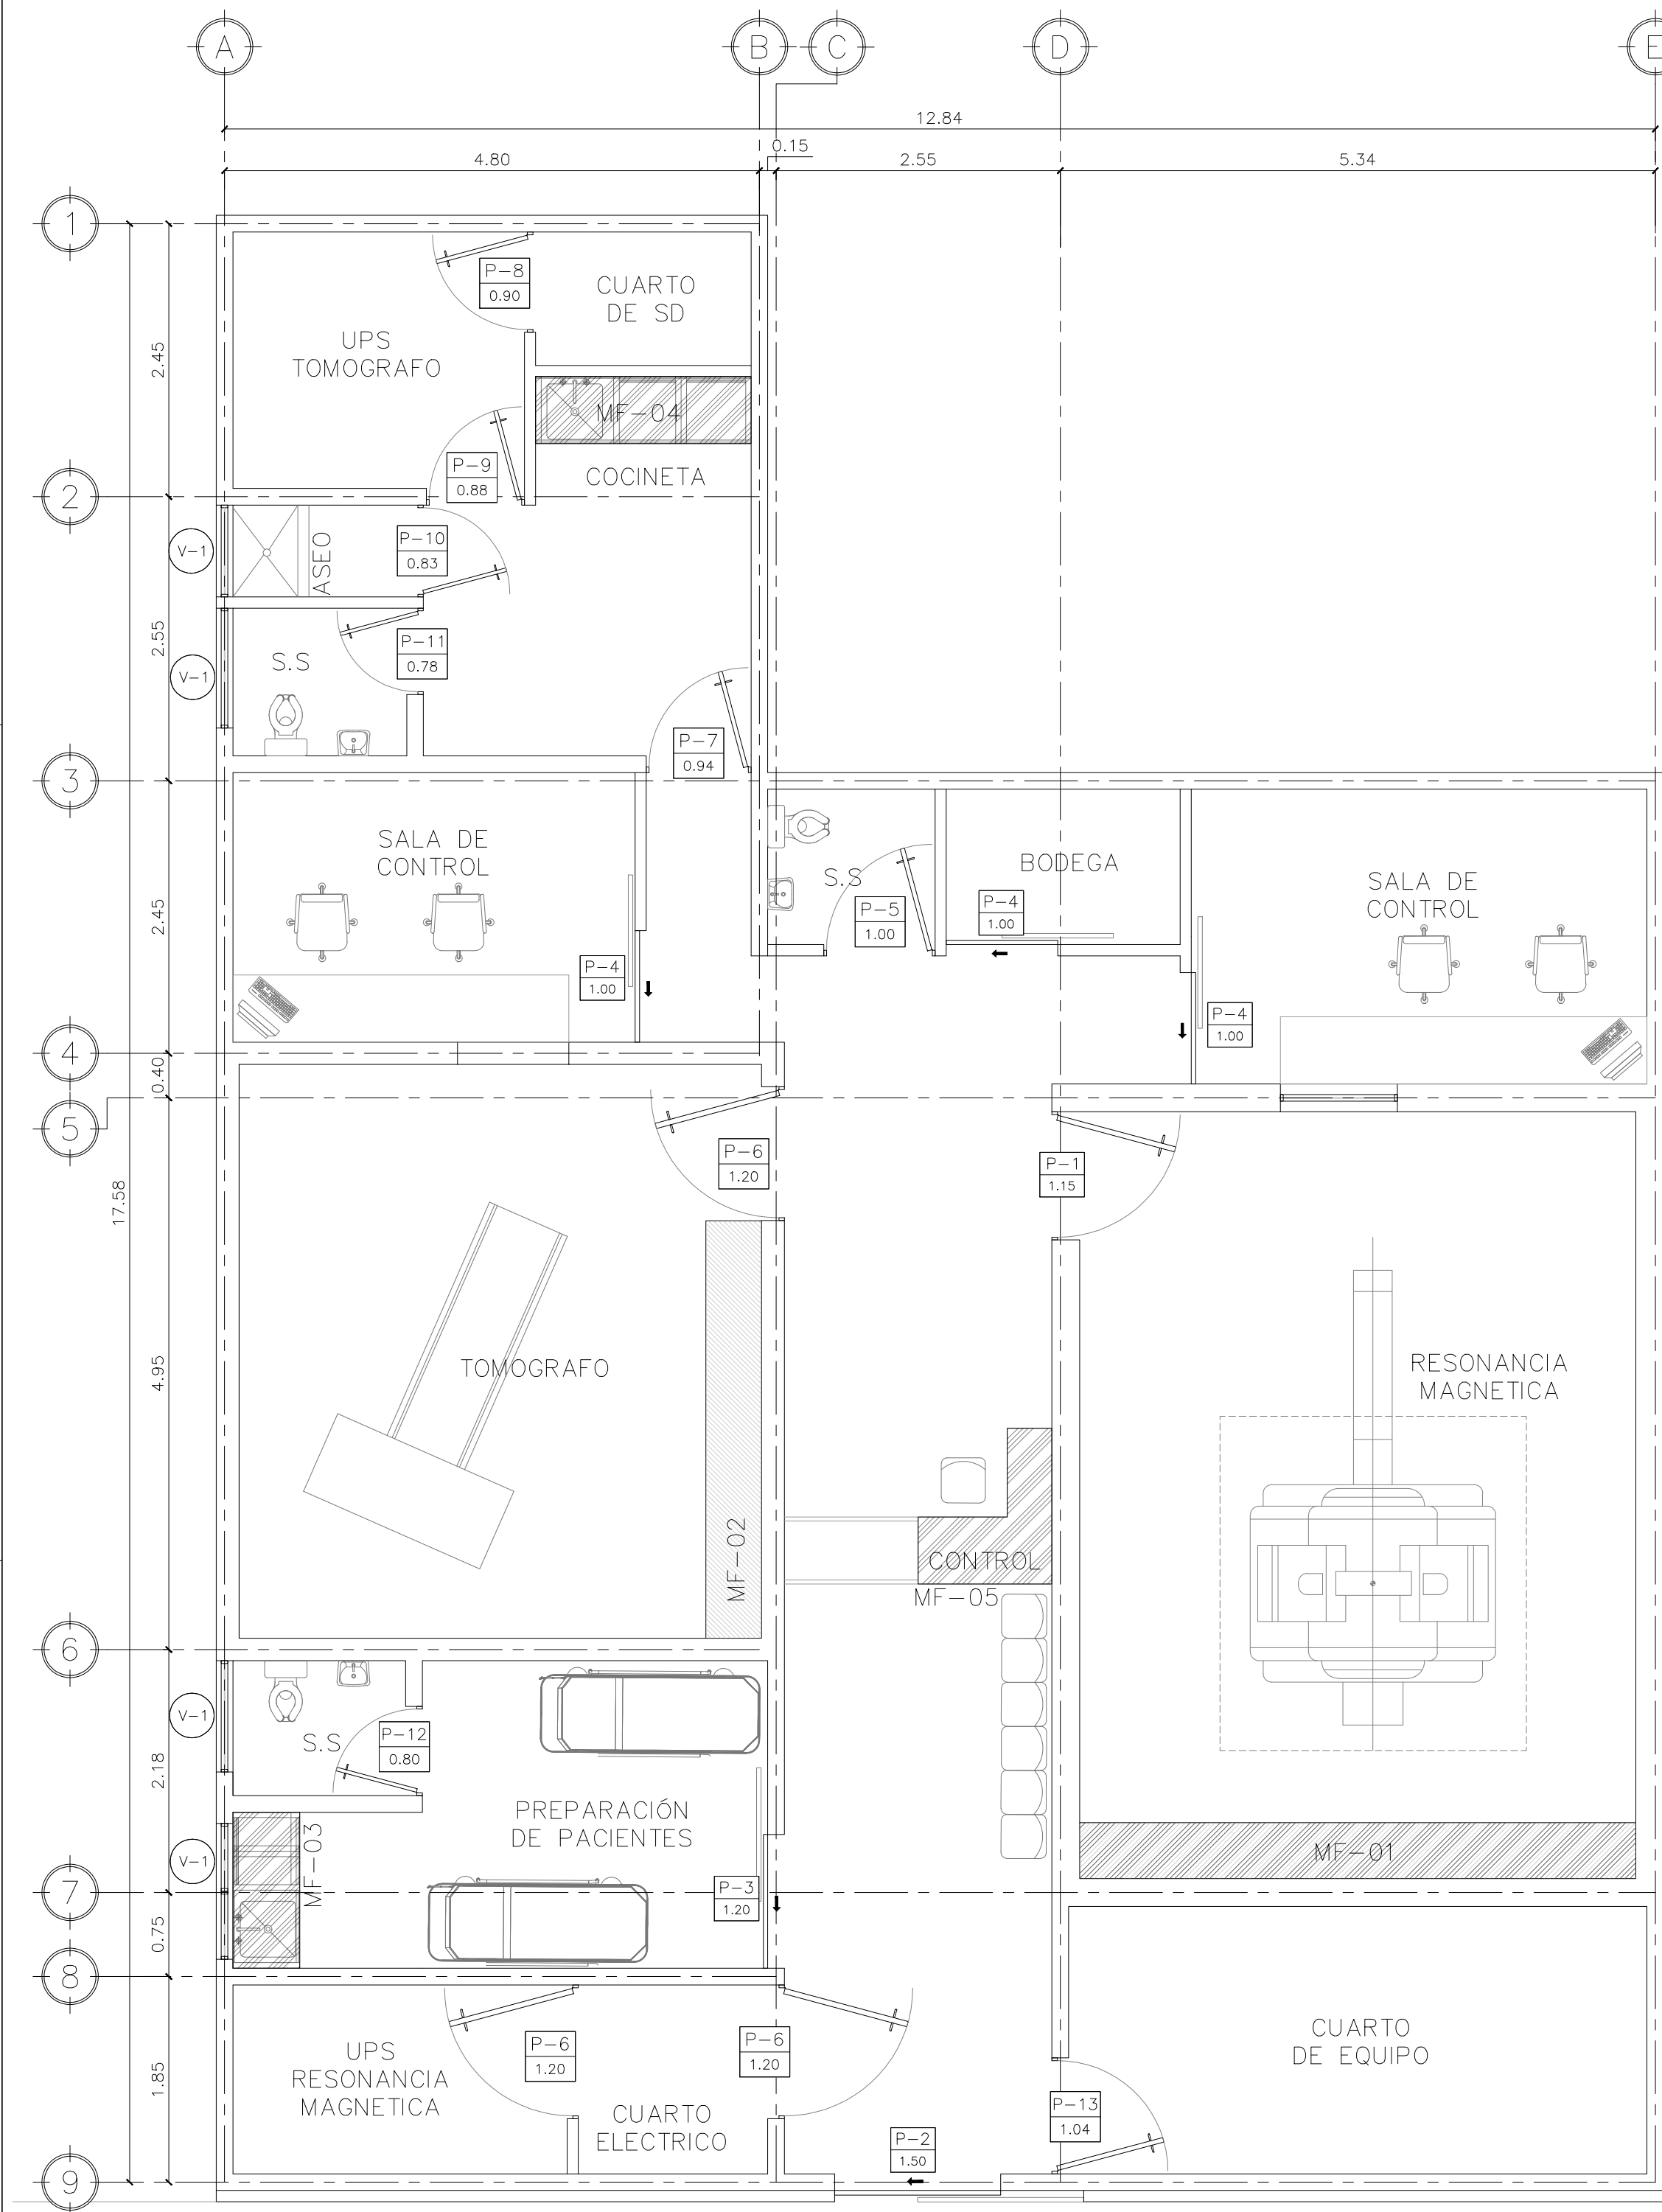 A
B
C
D
E
12.84
4.80
0.15
2.55
5.34
1
P-8
0.90
CUARTO
DE SD
UPS
TOMOGRAFO
2.45
MF-04
P-9
0.88
COCINETA
2
V-1
ASEO
P-10
0.83
2.55
P-11
0.78
S.S
V-1
P-7
0.94
3
SALA DE
CONTROL
S.S
BODEGA
SALA DE
CONTROL
2.45
P-5
1.00
P-4
1.00
P-4
1.00
P-4
1.00
4
0.40
5
P-6
1.20
P-1
1.15
17.58
4.95
TOMOGRAFO
RESONANCIA
MAGNETICA
MF-02
CONTROL
MF-05
6
V-1
S.S
P-12
0.80
2.18
PREPARACIÓN
DE PACIENTES
V-1
MF-03
MF-01
P-3
1.20
7
0.75
8
UPS
RESONANCIA
MAGNETICA
P-6
1.20
P-6
1.20
CUARTO
DE EQUIPO
1.85
CUARTO
ELECTRICO
P-13
1.04
P-2
1.50
9